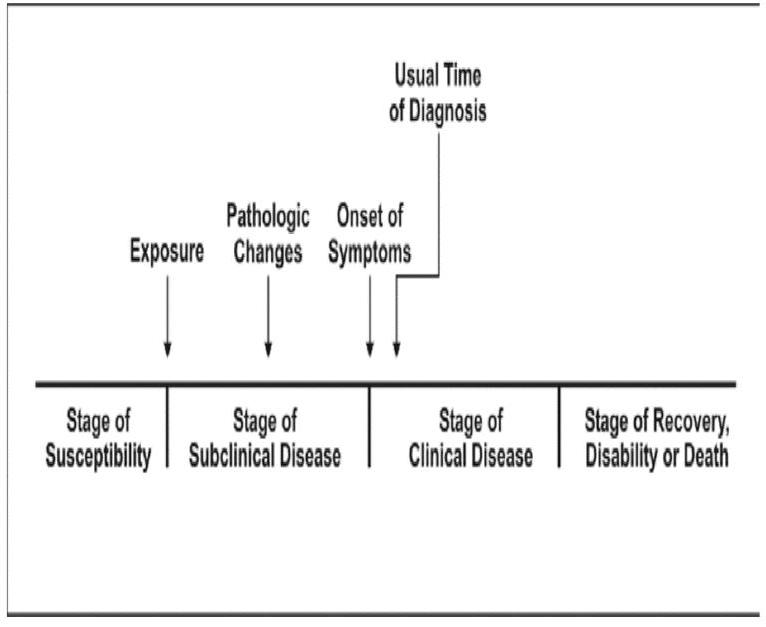 Usual Time
of Diagnosis
Pathologic
Changes
Onset of
Symptoms
Exposure
Stage of
Susceptibility
Stage of
Subclinical Disease
Stage of
Clinical Disease
Stage of Recovery,
Disability or Death